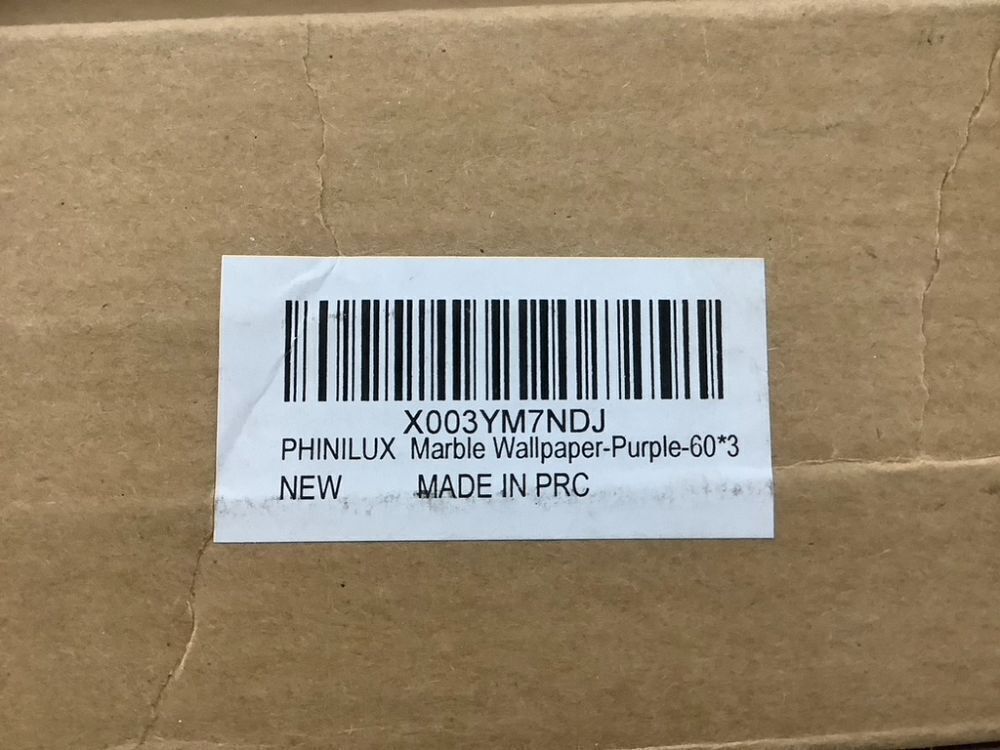 X003YM7NDJ
PHINILUX Marble Wallpaper-Purple-60*3
NEW MADE IN PRC